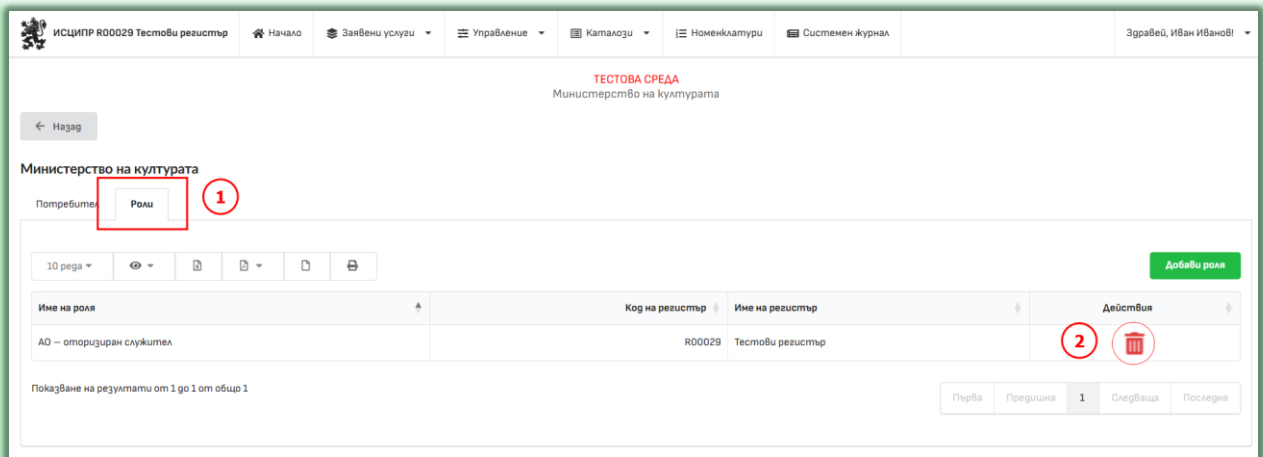 ИСЦИПР R00029 Тестови регистър Начало Заявени услуги Управление Каталози Номенклатури Системен журнал Здравей, Иван Иванов!
ТЕСТОВА СРЕДА
Министерство на културата
← Назад
Министерство на културата
Потребител Роли 1
10 реда Добави роля
Име на роля Код на регистър Име на регистър Действия
АО – оторизиран служител R00029 Тестови регистър 2
Показване на резултати от 1 до 1 от общо 1
Първа Предишна 1 Следваща Последна